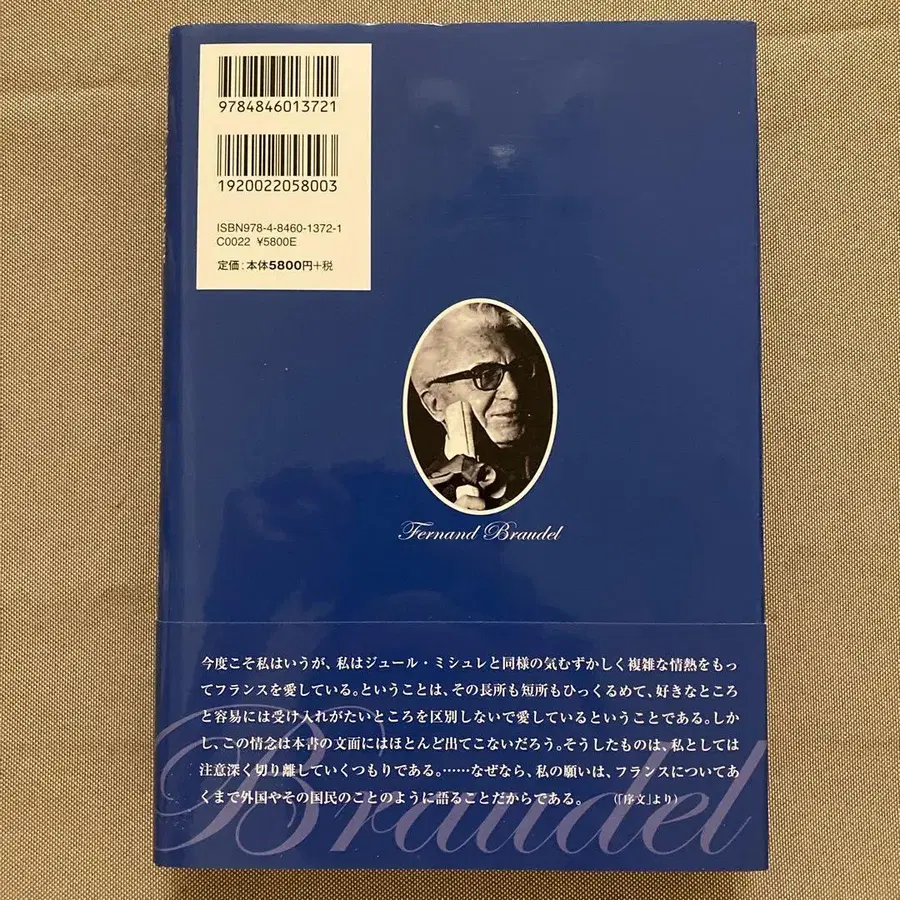 9784846013721
1920022058003
ISBN978-4-8460-1372-1
C0022 ¥5800E
定価：本体5800円+税
Fernand Braudel
今度こそ私はいうが、私はジュール・ミシュレと同様の気むずかしく複雑な情熱をもっ
てフランスを愛している。ということは、その長所も短所もひっくるめて、好きなところ
と容易には受け入れがたいところを区別しないで愛しているということである。しか
し、この情念は本書の文面にはほとんど出てこないだろう。そうしたものは、私としては
注意深く切り離していくつもりである。……なぜなら、私の願いは、フランスについてあ
くまで外国やその国民のことのように語ることだからである。 （「序文」より）
Braudel